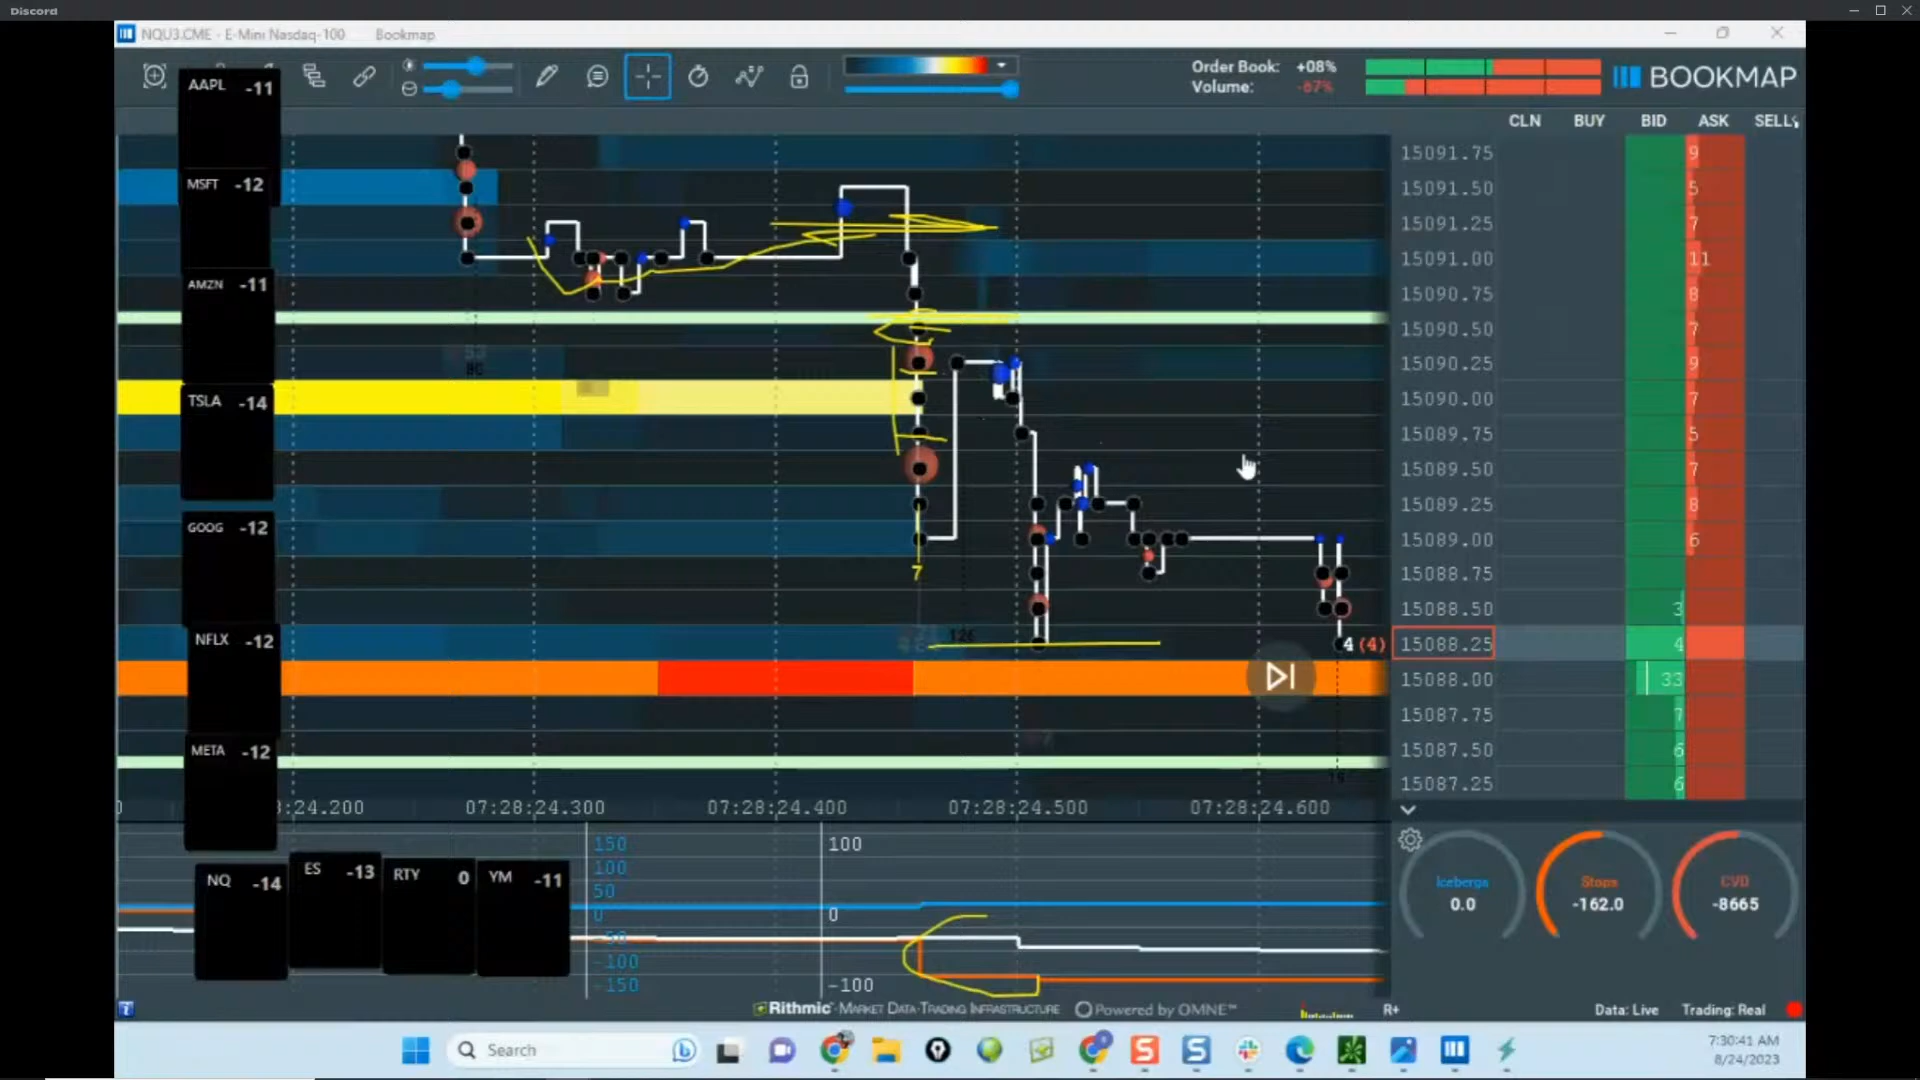 Discord
NQU3.CME - E-Mini Nasdaq-100 Bookmap
Order Book: +08%
Volume: -67%
BOOKMAP
CLN BUY BID ASK SELL
AAPL -11
MSFT -12
AMZN -11
TSLA -14
GOOG -12
NFLX -12
META -12
NQ -14
ES -13
RTY 0
YM -11
15091.75 9
15091.50 5
15091.25 7
15091.00 11
15090.75 8
15090.50 7
15090.25 9
15090.00 7
15089.75 5
15089.50 7
15089.25 8
15089.00 6
15088.75
15088.50 3
4 (4) 15088.25 4
15088.00 33
15087.75 7
15087.50 6
15087.25 6
80
7
126
:24.200 07:28:24.300 07:28:24.400 07:28:24.500 07:28:24.600
150
100
50
0
-50
-100
-150
100
0
-100
Icebergs
0.0
Stops
-162.0
CVD
-8665
Rithmic - MARKET DATA-TRADING INFRASTRUCTURE Powered by OMNE™
R+
Data: Live Trading: Real
Search
7:30:41 AM
8/24/2023